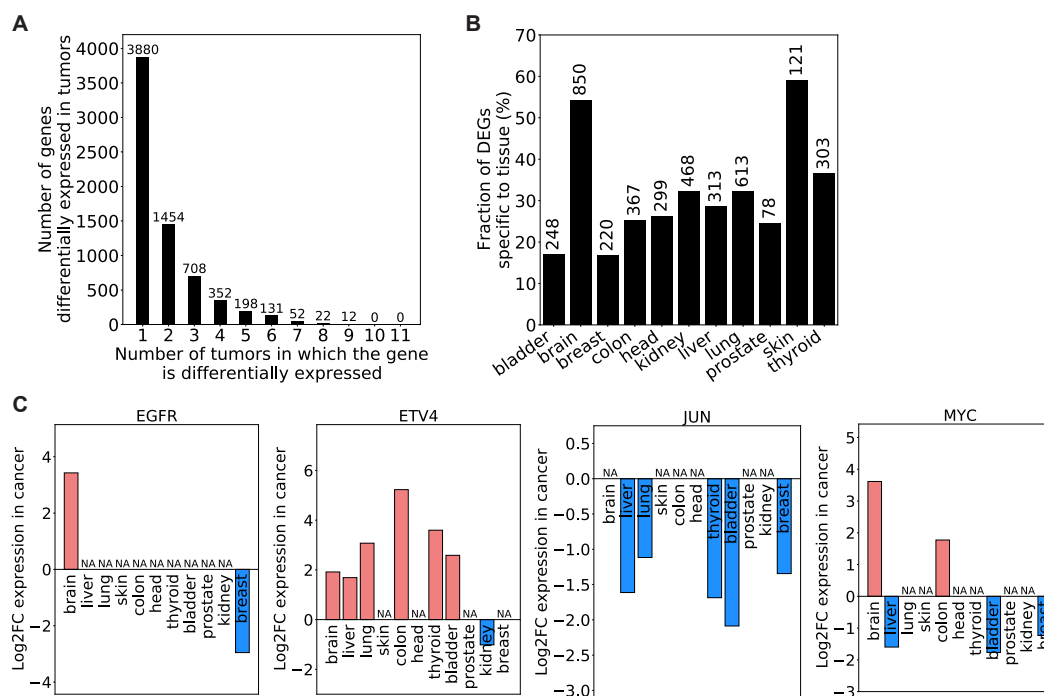 A
4000
3500
3000
2500
2000
1500
1000
500
0
Number of genes
differentially expressed in tumors
3880
1454
708
352
198
131
52
22
12
0
0
1 2 3 4 5 6 7 8 9 10 11
Number of tumors in which the gene
is differentially expressed
B
70
60
50
40
30
20
10
0
Fraction of DEGs
specific to tissue (%)
248
850
220
367
299
468
313
613
78
121
303
bladder
brain
breast
colon
head
kidney
liver
lung
prostate
skin
thyroid
C
EGFR
Log2FC expression in cancer
4
2
0
−2
−4
NA NA NA NA NA NA NA NA NA
brain
liver
lung
skin
colon
head
thyroid
bladder
prostate
kidney
breast
ETV4
Log2FC expression in cancer
6
4
2
0
−2
NA NA NA NA
brain
liver
lung
skin
colon
head
thyroid
bladder
prostate
kidney
breast
JUN
Log2FC expression in cancer
0.5
0.0
−0.5
−1.0
−1.5
−2.0
−2.5
−3.0
NA NA NA NA NA NA
brain
liver
lung
skin
colon
head
thyroid
bladder
prostate
kidney
breast
MYC
Log2FC expression in cancer
5
4
3
2
1
0
−1
−2
−3
NA NA NA NA NA NA
brain
liver
lung
skin
colon
head
thyroid
bladder
prostate
kidney
breast